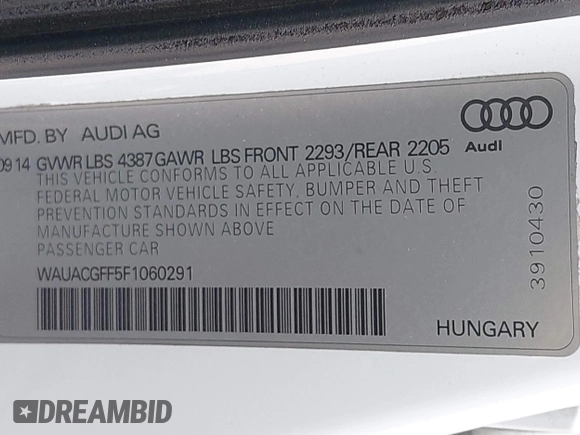 MFD. BY AUDI AG
09 14 GVWR LBS 4387 GAWR LBS FRONT 2293/REAR 2205
Audi
THIS VEHICLE CONFORMS TO ALL APPLICABLE U.S.
FEDERAL MOTOR VEHICLE SAFETY, BUMPER AND THEFT
PREVENTION STANDARDS IN EFFECT ON THE DATE OF
MANUFACTURE SHOWN ABOVE
PASSENGER CAR
WAUACGFF5F1060291
3910430
HUNGARY
DREAMBID